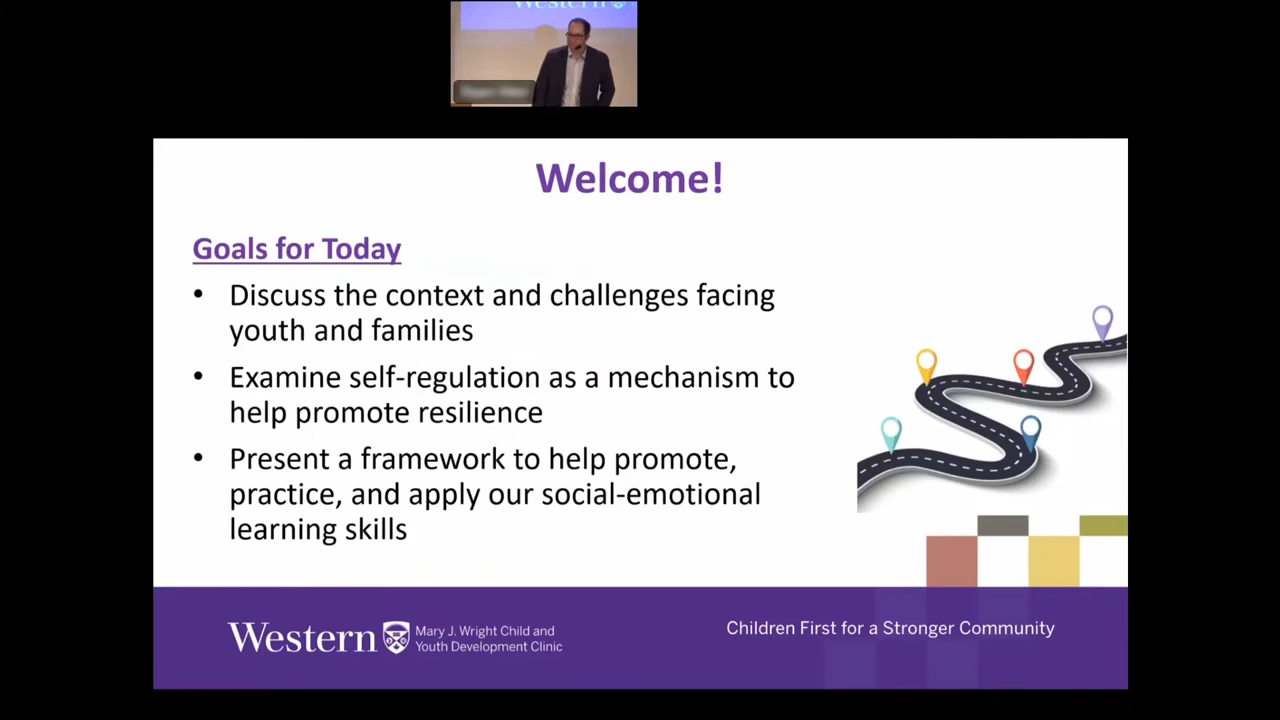 Western
Welcome!
Goals for Today
• Discuss the context and challenges facing
youth and families
• Examine self-regulation as a mechanism to
help promote resilience
• Present a framework to help promote,
practice, and apply our social-emotional
learning skills
Western
Mary J. Wright Child and
Youth Development Clinic
Children First for a Stronger Community